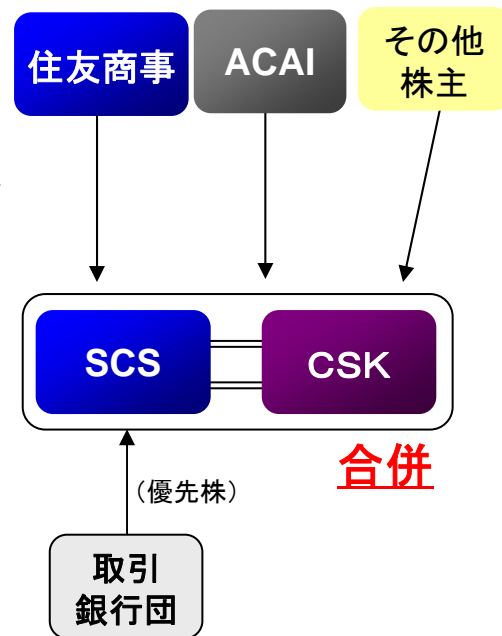 住友商事
ACAI
その他
株主
SCS
CSK
合併
(優先株)
取引
銀行団